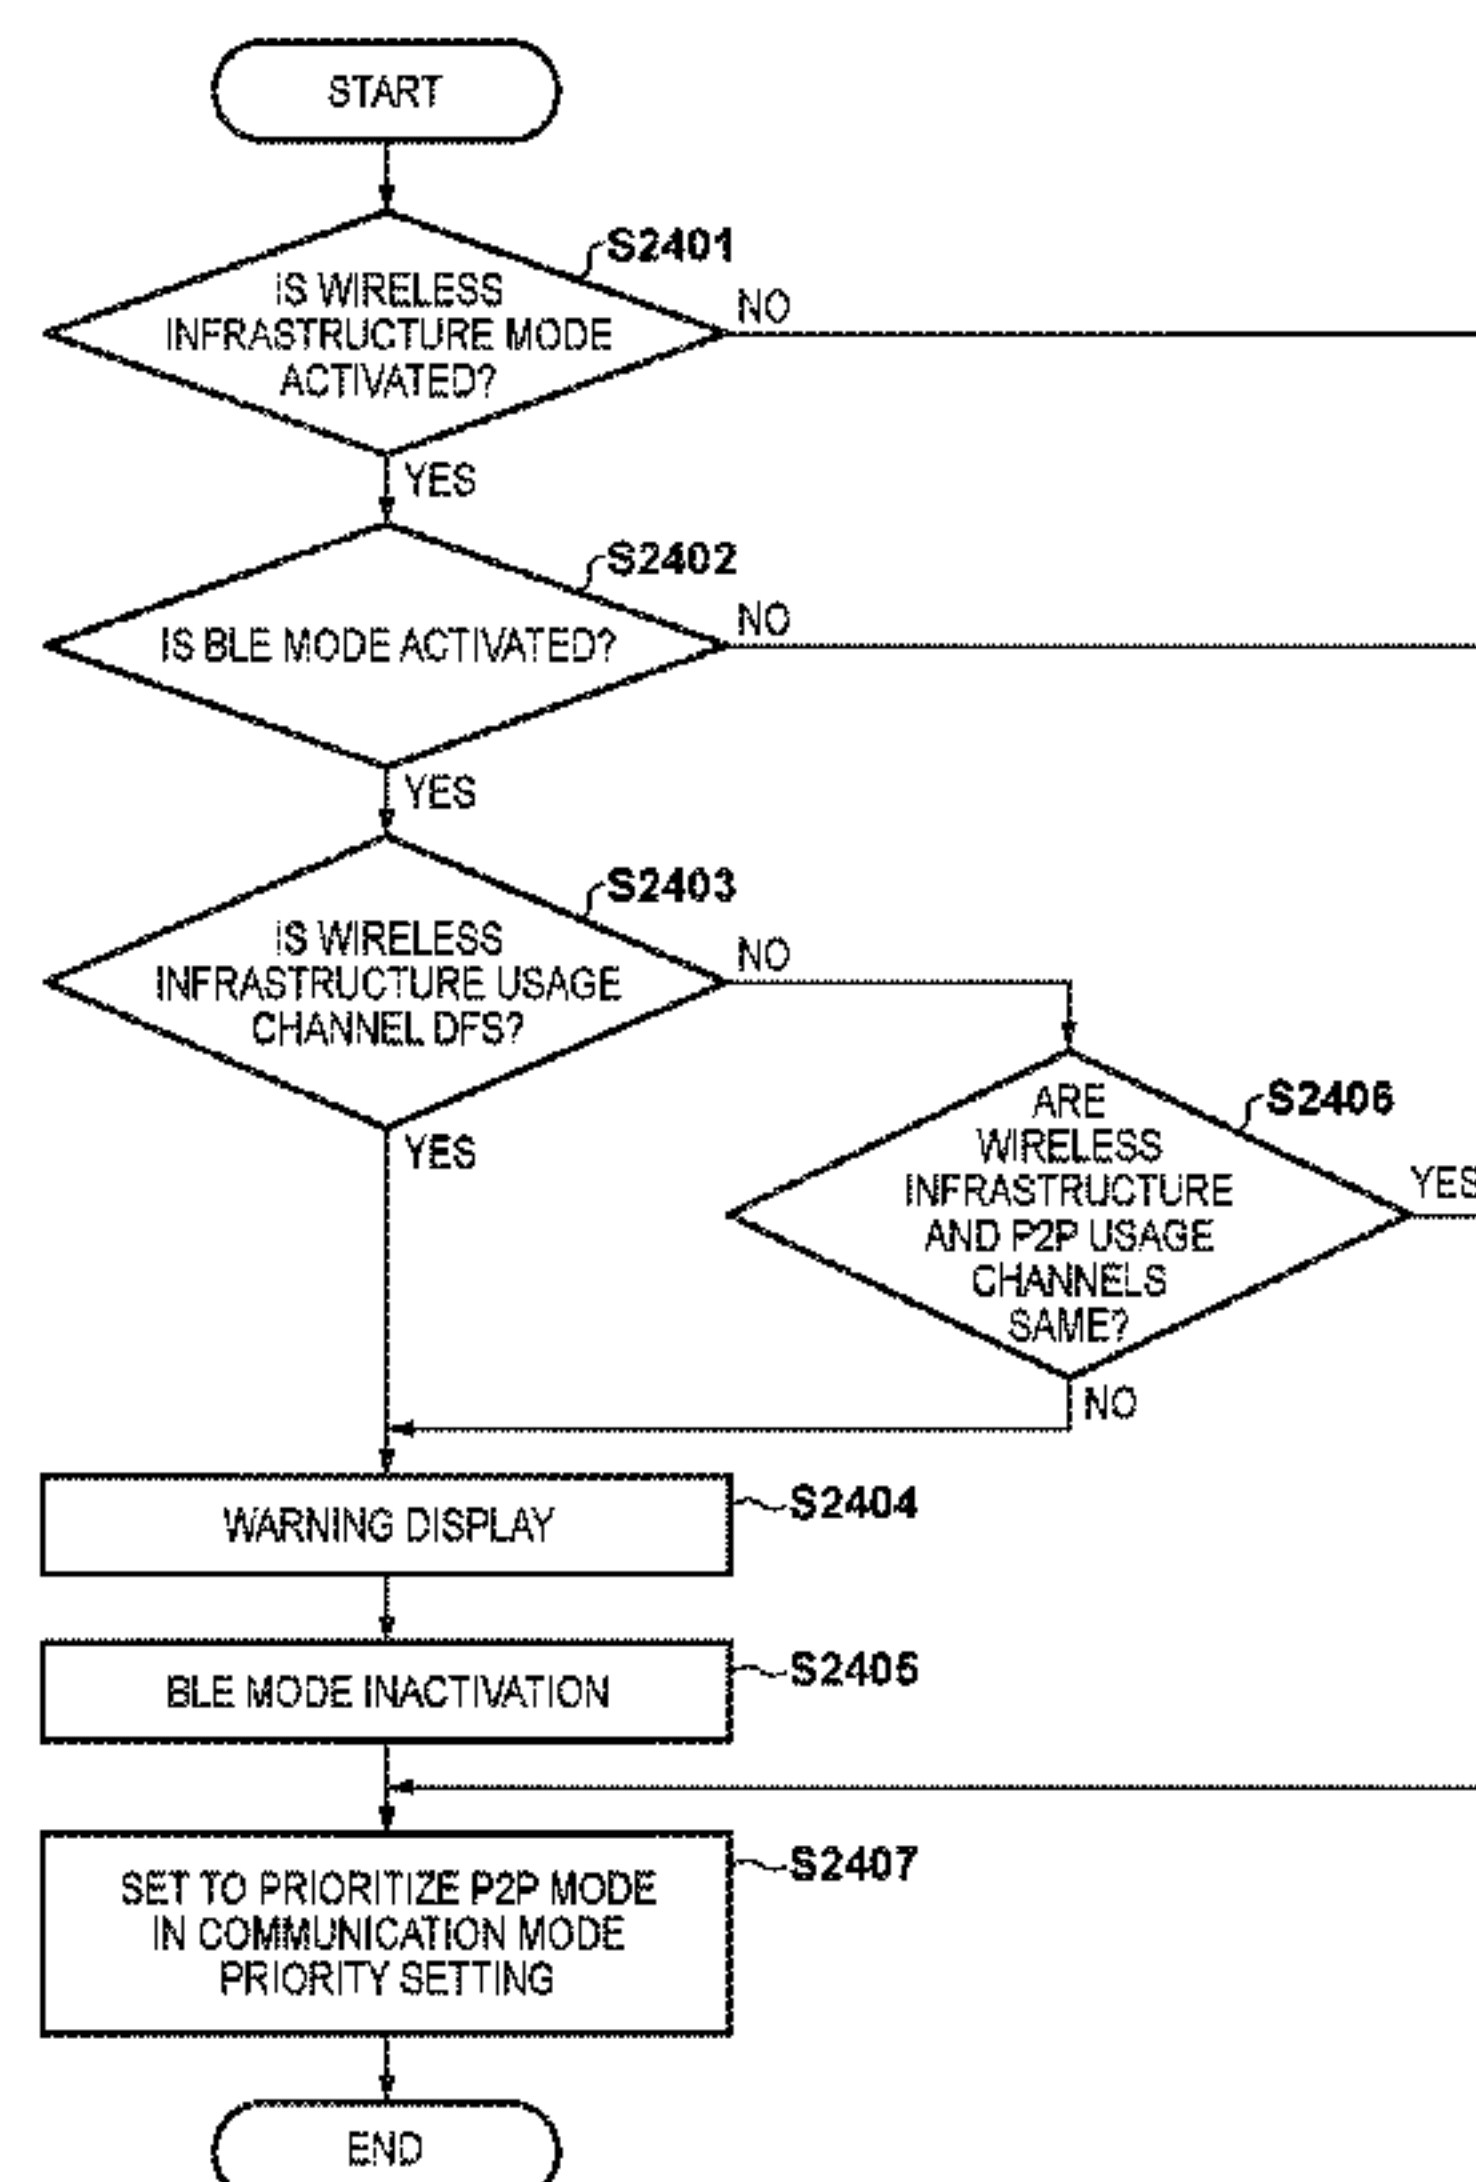 START
S2401
IS WIRELESS
INFRASTRUCTURE MODE
ACTIVATED?
NO
YES
S2402
IS BLE MODE ACTIVATED?
NO
YES
S2403
IS WIRELESS
INFRASTRUCTURE USAGE
CHANNEL DFS?
NO
YES
S2406
ARE
WIRELESS
INFRASTRUCTURE
AND P2P USAGE
CHANNELS
SAME?
YES
NO
WARNING DISPLAY
S2404
BLE MODE INACTIVATION
S2405
SET TO PRIORITIZE P2P MODE
IN COMMUNICATION MODE
PRIORITY SETTING
S2407
END